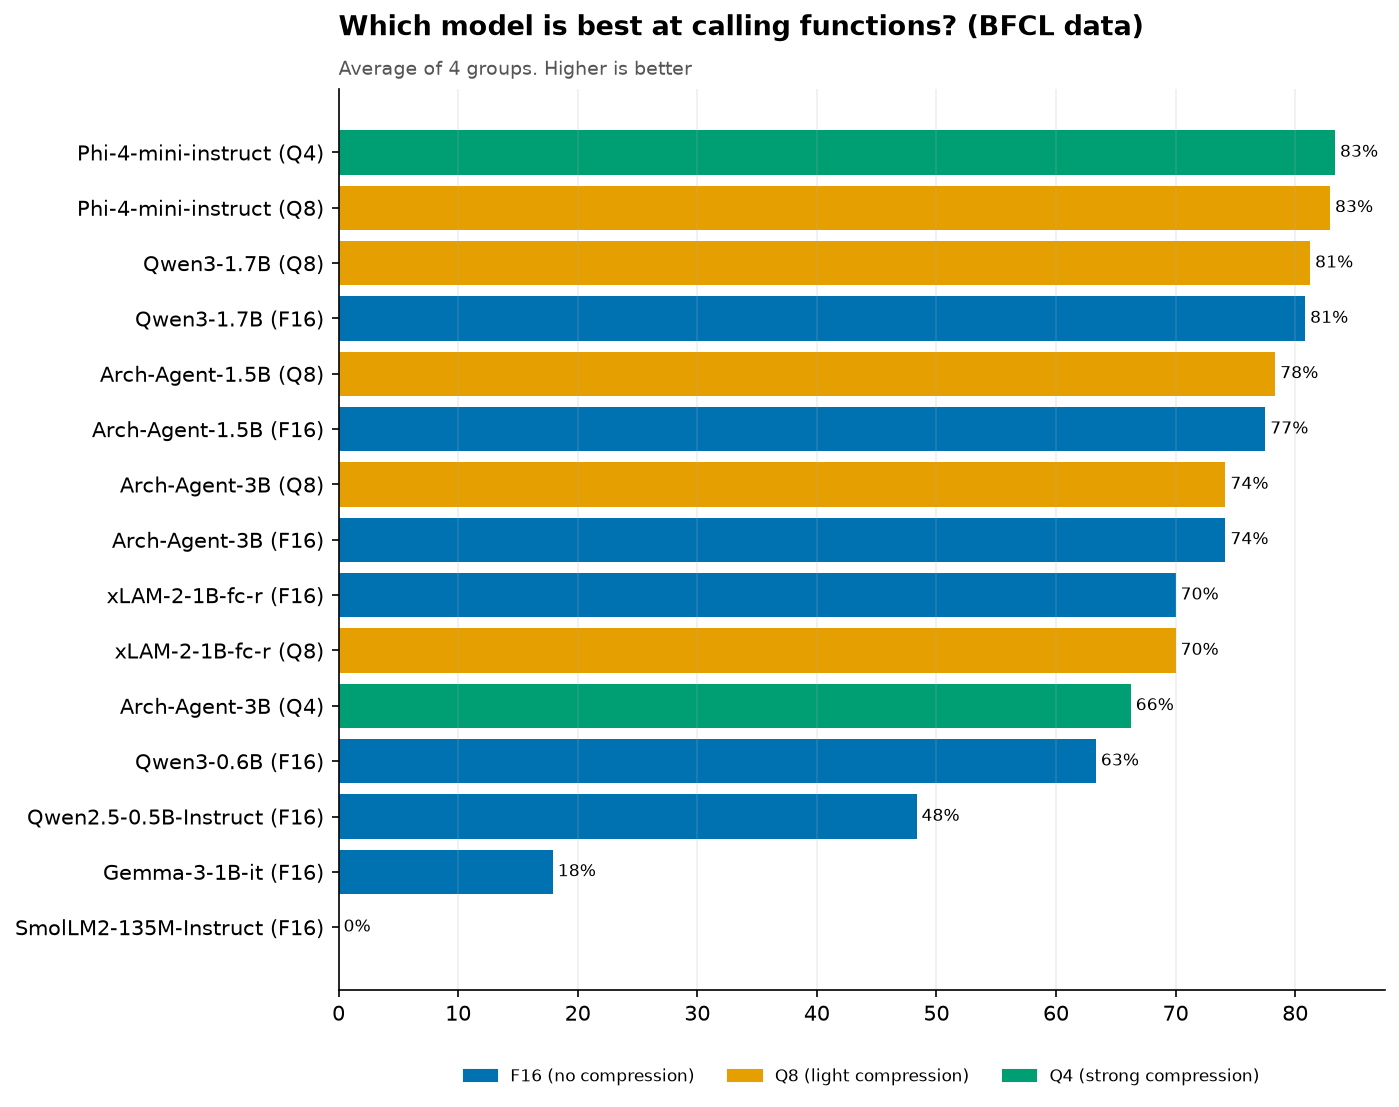 Which model is best at calling functions? (BFCL data)
Average of 4 groups. Higher is better
Phi-4-mini-instruct (Q4) 83%
Phi-4-mini-instruct (Q8) 83%
Qwen3-1.7B (Q8) 81%
Qwen3-1.7B (F16) 81%
Arch-Agent-1.5B (Q8) 78%
Arch-Agent-1.5B (F16) 77%
Arch-Agent-3B (Q8) 74%
Arch-Agent-3B (F16) 74%
xLAM-2-1B-fc-r (F16) 70%
xLAM-2-1B-fc-r (Q8) 70%
Arch-Agent-3B (Q4) 66%
Qwen3-0.6B (F16) 63%
Qwen2.5-0.5B-Instruct (F16) 48%
Gemma-3-1B-it (F16) 18%
SmolLM2-135M-Instruct (F16) 0%
0 10 20 30 40 50 60 70 80
F16 (no compression) Q8 (light compression) Q4 (strong compression)